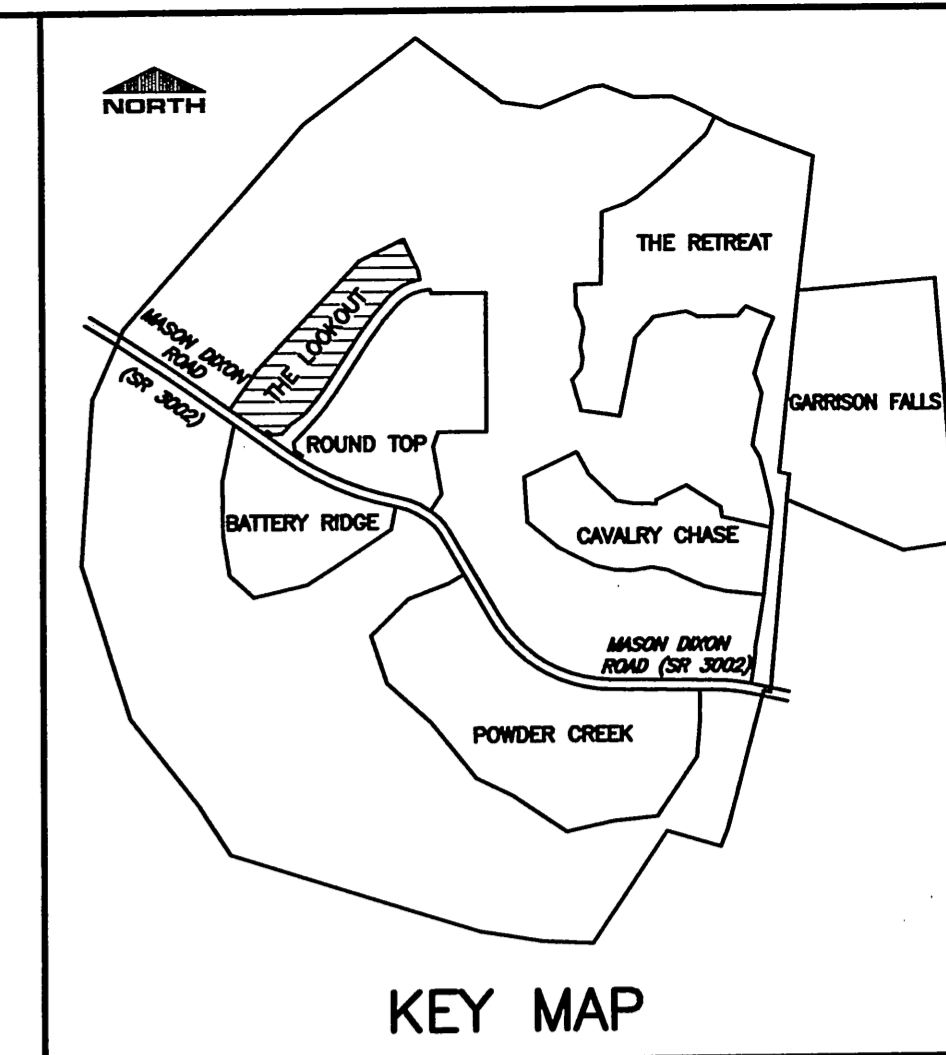 NORTH
THE RETREAT
THE LOOKOUT
MASON DIXON
ROAD
(SR 3002)
GARRISON FALLS
ROUND TOP
BATTERY RIDGE
CAVALRY CHASE
MASON DIXON
ROAD (SR 3002)
POWDER CREEK
KEY MAP